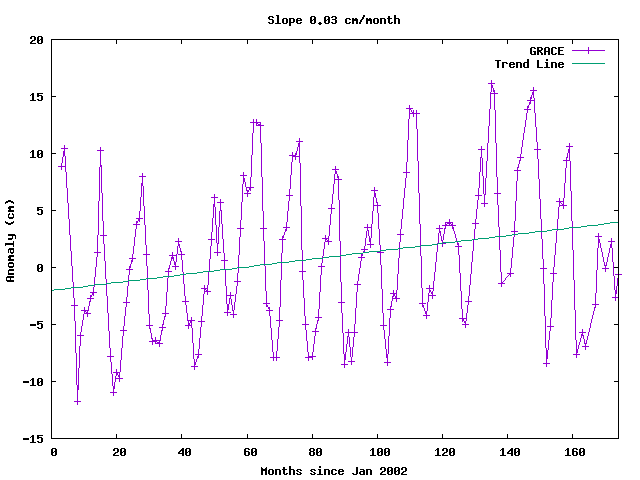 Slope 0.03 cm/month
20
15
10
5
0
-5
-10
-15
Anomaly (cm)
GRACE
Trend Line
0 20 40 60 80 100 120 140 160
Months since Jan 2002